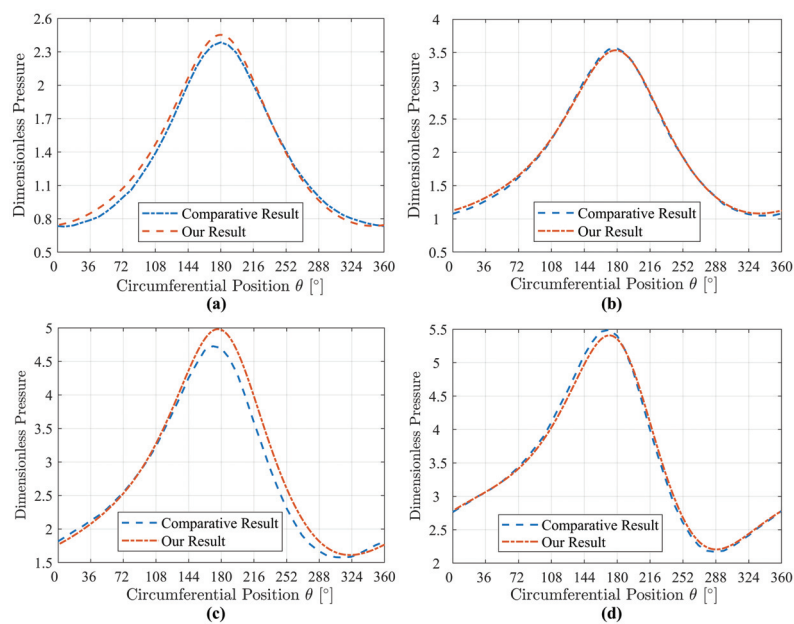 2.6
2.3
2
1.7
1.4
1.1
0.8
0.5
Dimensionless Pressure
Comparative Result
Our Result
0 36 72 108 144 180 216 252 288 324 360
Circumferential Position θ [°]
(a)
4
3.5
3
2.5
2
1.5
1
0.5
Dimensionless Pressure
Comparative Result
Our Result
0 36 72 108 144 180 216 252 288 324 360
Circumferential Position θ [°]
(b)
5
4.5
4
3.5
3
2.5
2
1.5
Dimensionless Pressure
Comparative Result
Our Result
0 36 72 108 144 180 216 252 288 324 360
Circumferential Position θ [°]
(c)
5.5
5
4.5
4
3.5
3
2.5
2
Dimensionless Pressure
Comparative Result
Our Result
0 36 72 108 144 180 216 252 288 324 360
Circumferential Position θ [°]
(d)